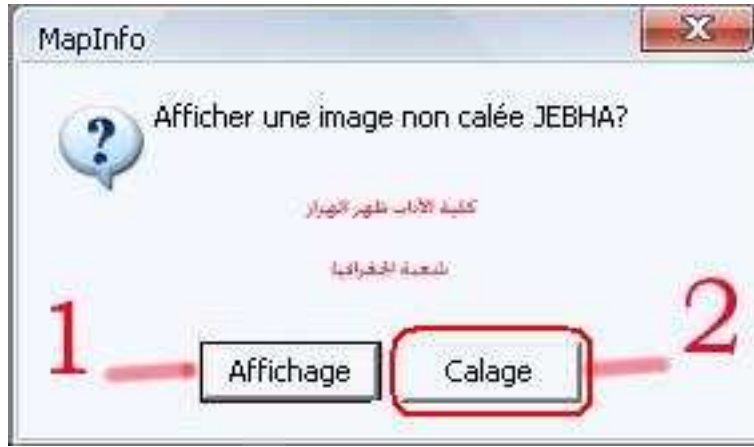 MapInfo
Afficher une image non calée JEBHA?
كلية الآداب ظهر المهراز
شعبة الجغرافيا
1 Affichage Calage 2